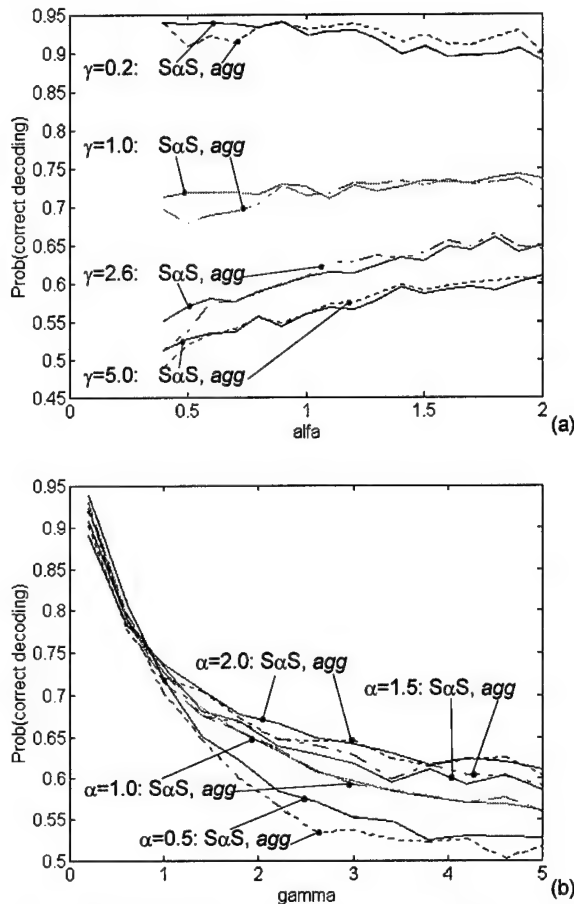 0.95
0.9
0.85
0.8
0.75
0.7
0.65
0.6
0.55
0.5
0.45
Prob(correct decoding)
γ=0.2: SαS, agg
γ=1.0: SαS, agg
γ=2.6: SαS, agg
γ=5.0: SαS, agg
0 0.5 1 1.5 2
alfa
(a)
0.95
0.9
0.85
0.8
0.75
0.7
0.65
0.6
0.55
0.5
Prob(correct decoding)
α=2.0: SαS, agg
α=1.5: SαS, agg
α=1.0: SαS, agg
α=0.5: SαS, agg
0 1 2 3 4 5
gamma
(b)